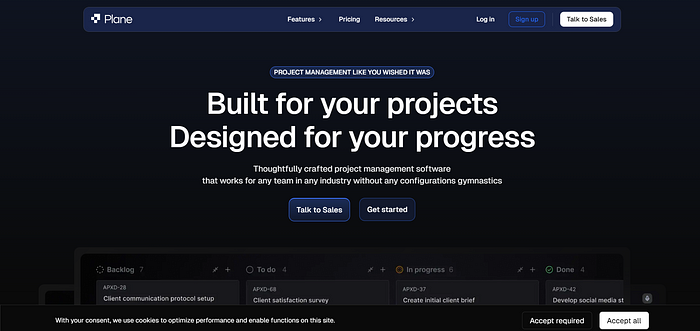 Plane
Features
Pricing
Resources
Log in
Sign up
Talk to Sales
PROJECT MANAGEMENT LIKE YOU WISHED IT WAS
Built for your projects
Designed for your progress
Thoughtfully crafted project management software
that works for any team in any industry without any configurations gymnastics
Talk to Sales
Get started
Backlog 7
To do 4
In progress 6
Done 4
APXD-28
Client communication protocol setup
APXD-68
Client satisfaction survey
APXD-37
Create initial client brief
APXD-42
Develop social media st
With your consent, we use cookies to optimize performance and enable functions on this site.
Accept required
Accept all